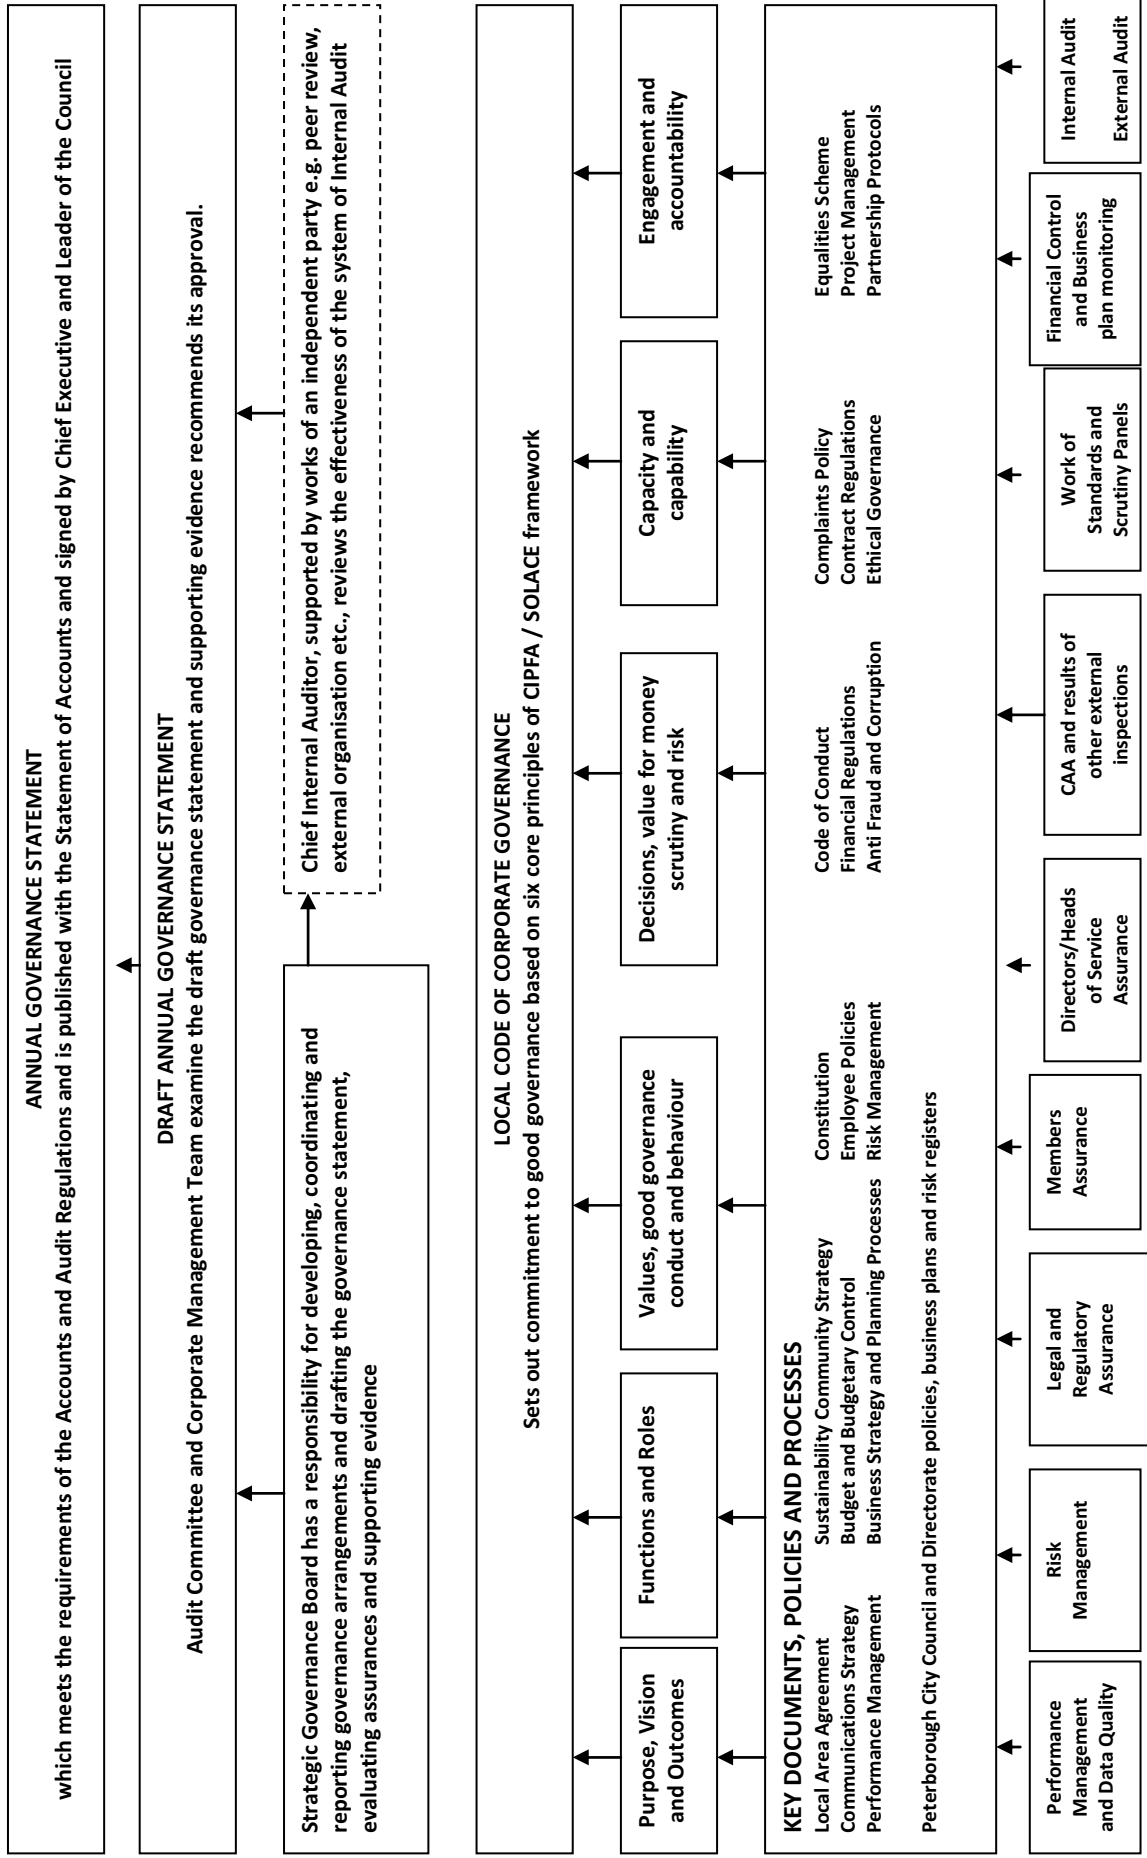 ANNUAL GOVERNANCE STATEMENT
which meets the requirements of the Accounts and Audit Regulations and is published with the Statement of Accounts and signed by Chief Executive and Leader of the Council
DRAFT ANNUAL GOVERNANCE STATEMENT
Audit Committee and Corporate Management Team examine the draft governance statement and supporting evidence recommends its approval.
Strategic Governance Board has a responsibility for developing, coordinating and
reporting governance arrangements and drafting the governance statement,
evaluating assurances and supporting evidence
Chief Internal Auditor, supported by works of an independent party e.g. peer review,
external organisation etc., reviews the effectiveness of the system of Internal Audit
LOCAL CODE OF CORPORATE GOVERNANCE
Sets out commitment to good governance based on six core principles of CIPFA / SOLACE framework
Purpose, Vision
and Outcomes
Functions and Roles
Values, good governance
conduct and behaviour
Decisions, value for money
scrutiny and risk
Capacity and
capability
Engagement and
accountability
KEY DOCUMENTS, POLICIES AND PROCESSES
Local Area Agreement
Communications Strategy
Performance Management
Sustainability Community Strategy
Budget and Budgetary Control
Business Strategy and Planning Processes
Constitution
Employee Policies
Risk Management
Code of Conduct
Financial Regulations
Anti Fraud and Corruption
Complaints Policy
Contract Regulations
Ethical Governance
Equalities Scheme
Project Management
Partnership Protocols
Peterborough City Council and Directorate policies, business plans and risk registers
Performance
Management
and Data Quality
Risk
Management
Legal and
Regulatory
Assurance
Members
Assurance
Directors/Heads
of Service
Assurance
CAA and results of
other external
inspections
Work of
Standards and
Scrutiny Panels
Financial Control
and Business
plan monitoring
Internal Audit
External Audit